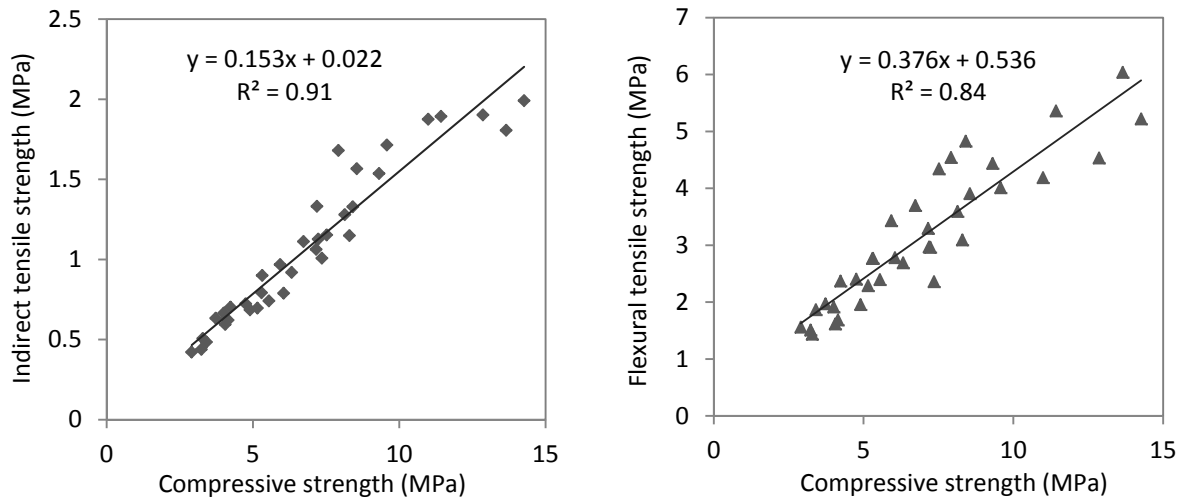 2.5
2
1.5
1
0.5
0
0
5
10
15
Indirect tensile strength (MPa)
Compressive strength (MPa)
y = 0.153x + 0.022
R² = 0.91
7
6
5
4
3
2
1
0
0
5
10
15
Flexural tensile strength (MPa)
Compressive strength (MPa)
y = 0.376x + 0.536
R² = 0.84